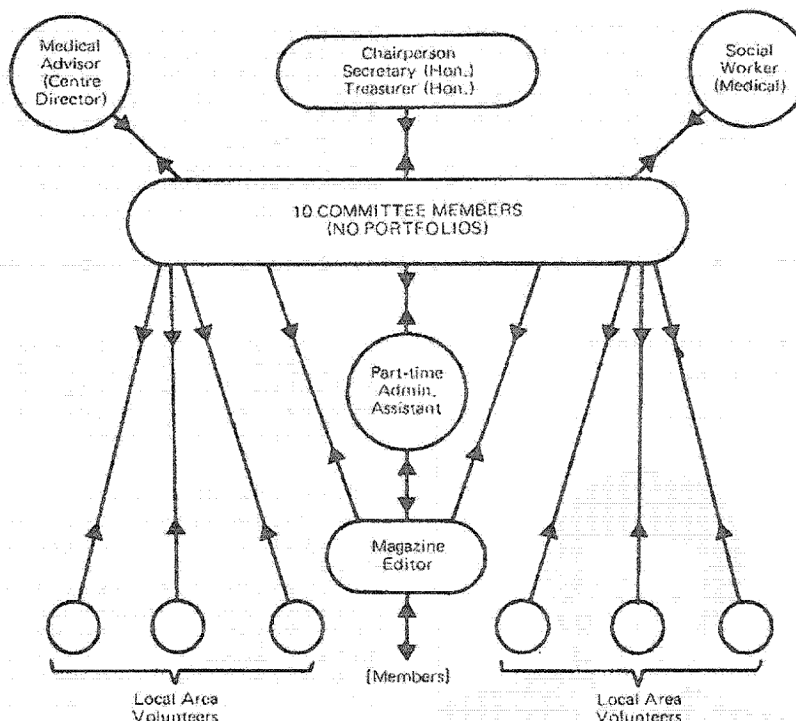 Medical
Advisor
(Centre
Director)
Chairperson
Secretary (Hon.)
Treasurer (Hon.)
Social
Worker
(Medical)
10 COMMITTEE MEMBERS
(NO PORTFOLIOS)
Part-time
Admin.
Assistant
Magazine
Editor
[Members]
Local Area
Volunteers
Local Area
Volunteers